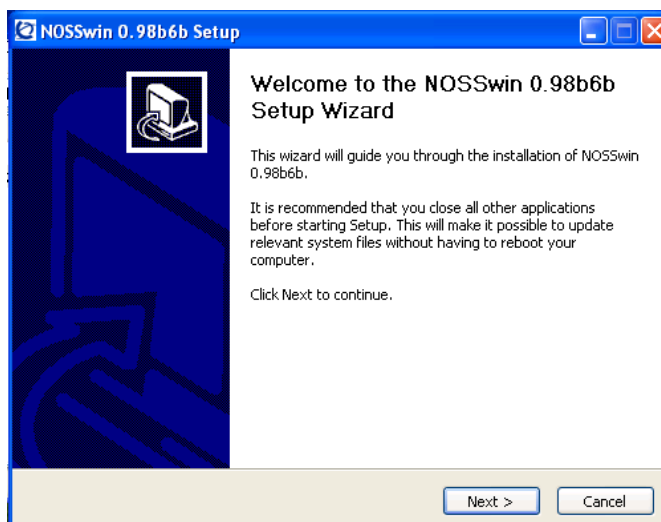 NOSSwin 0.98b6b Setup
Welcome to the NOSSwin 0.98b6b
Setup Wizard
This wizard will guide you through the installation of NOSSwin
0.98b6b.
It is recommended that you close all other applications
before starting Setup. This will make it possible to update
relevant system files without having to reboot your
computer.
Click Next to continue.
Next >
Cancel